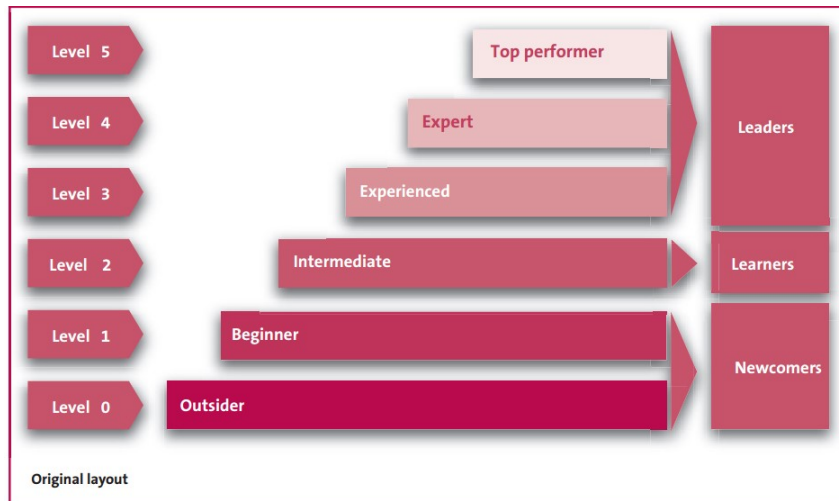 Level 5
Top performer
Level 4
Expert
Leaders
Level 3
Experienced
Level 2
Intermediate
Learners
Level 1
Beginner
Newcomers
Level 0
Outsider
Original layout